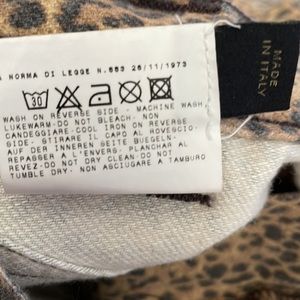 A NORMA DI LEGGE N.883 26/11/1973
30
WASH ON REVERSE SIDE - MACHINE WASH,
LUKEWARM-DO NOT BLEACH- NON
CANDEGGIARE-COOL IRON ON REVERSE
SIDE- STIRARE IL CAPO AL ROVESCIO-
AUF DER INNEREN SEITE BUEGELN-
REPASSER A L'ENVERS- PLANCHAR AL
REVEZ-DO NOT DRY CLEAN- DO NOT
TUMBLE DRY- NON ASCIUGARE A TAMBURO
MADE
IN ITALY